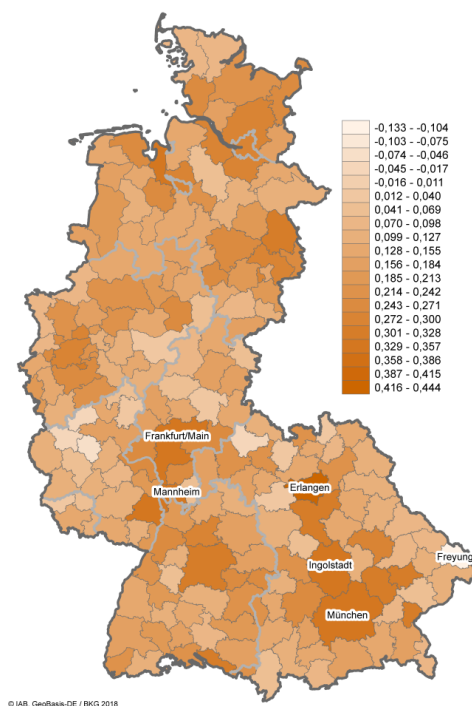 -0,133 - -0,104
-0,103 - -0,075
-0,074 - -0,046
-0,045 - -0,017
-0,016 - 0,011
0,012 - 0,040
0,041 - 0,069
0,070 - 0,098
0,099 - 0,127
0,128 - 0,155
0,156 - 0,184
0,185 - 0,213
0,214 - 0,242
0,243 - 0,271
0,272 - 0,300
0,301 - 0,328
0,329 - 0,357
0,358 - 0,386
0,387 - 0,415
0,416 - 0,444
Frankfurt/Main
Mannheim
Erlangen
Freyung
Ingolstadt
München
© IAB, GeoBasis-DE / BKG 2018